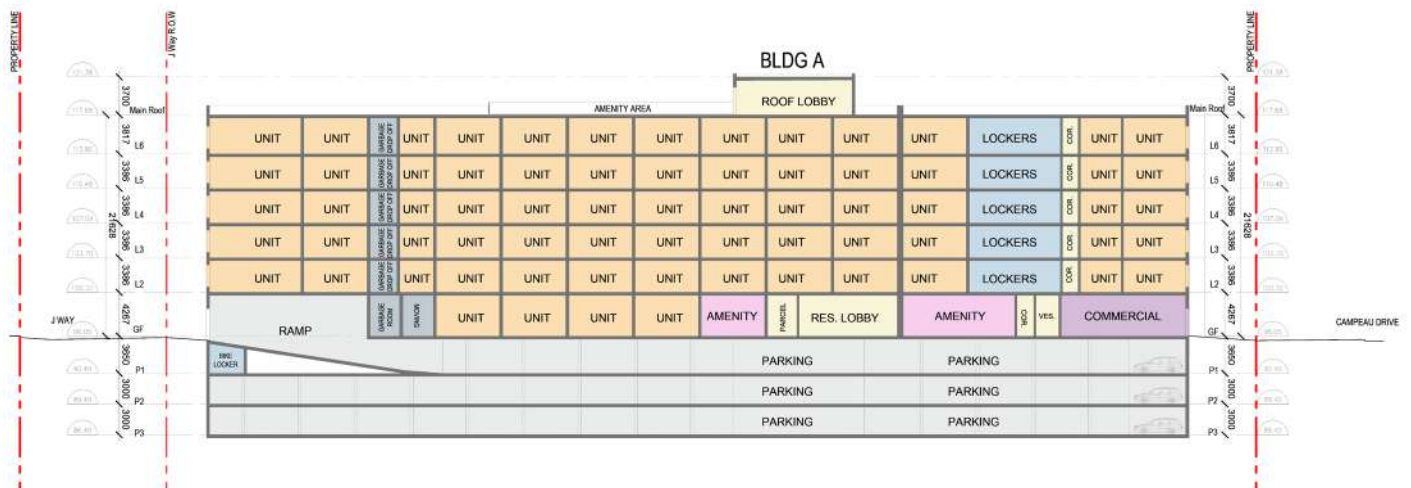 PROPERTY LINE
J Way R.O.W
PROPERTY LINE
BLDG A
121.38
3700
ROOF LOBBY
3700
121.38
117.68
Main Roof
AMENITY AREA
Main Roof
117.68
3817
L6
UNIT UNIT GARBAGE DROP OFF UNIT UNIT UNIT UNIT UNIT UNIT UNIT UNIT LOCKERS COR. UNIT UNIT
L6
3817
3386
L5
UNIT UNIT GARBAGE DROP OFF UNIT UNIT UNIT UNIT UNIT UNIT UNIT UNIT LOCKERS COR. UNIT UNIT
L5
3386
3386
L4
UNIT UNIT GARBAGE DROP OFF UNIT UNIT UNIT UNIT UNIT UNIT UNIT UNIT LOCKERS COR. UNIT UNIT
L4
3386
21628
21628
3386
L3
UNIT UNIT GARBAGE DROP OFF UNIT UNIT UNIT UNIT UNIT UNIT UNIT UNIT LOCKERS COR. UNIT UNIT
L3
3386
3386
L2
UNIT UNIT GARBAGE DROP OFF UNIT UNIT UNIT UNIT UNIT UNIT UNIT UNIT LOCKERS COR. UNIT UNIT
L2
3386
4267
GF
RAMP GARBAGE ROOM MOVING UNIT UNIT UNIT UNIT AMENITY PARCEL RES. LOBBY AMENITY COR. VES. COMMERCIAL
GF
4267
J WAY
CAMPEAU DRIVE
3650
P1
BIKE LOCKER
PARKING PARKING
P1
3650
3000
P2
PARKING PARKING
P2
3000
3000
P3
PARKING PARKING
P3
3000